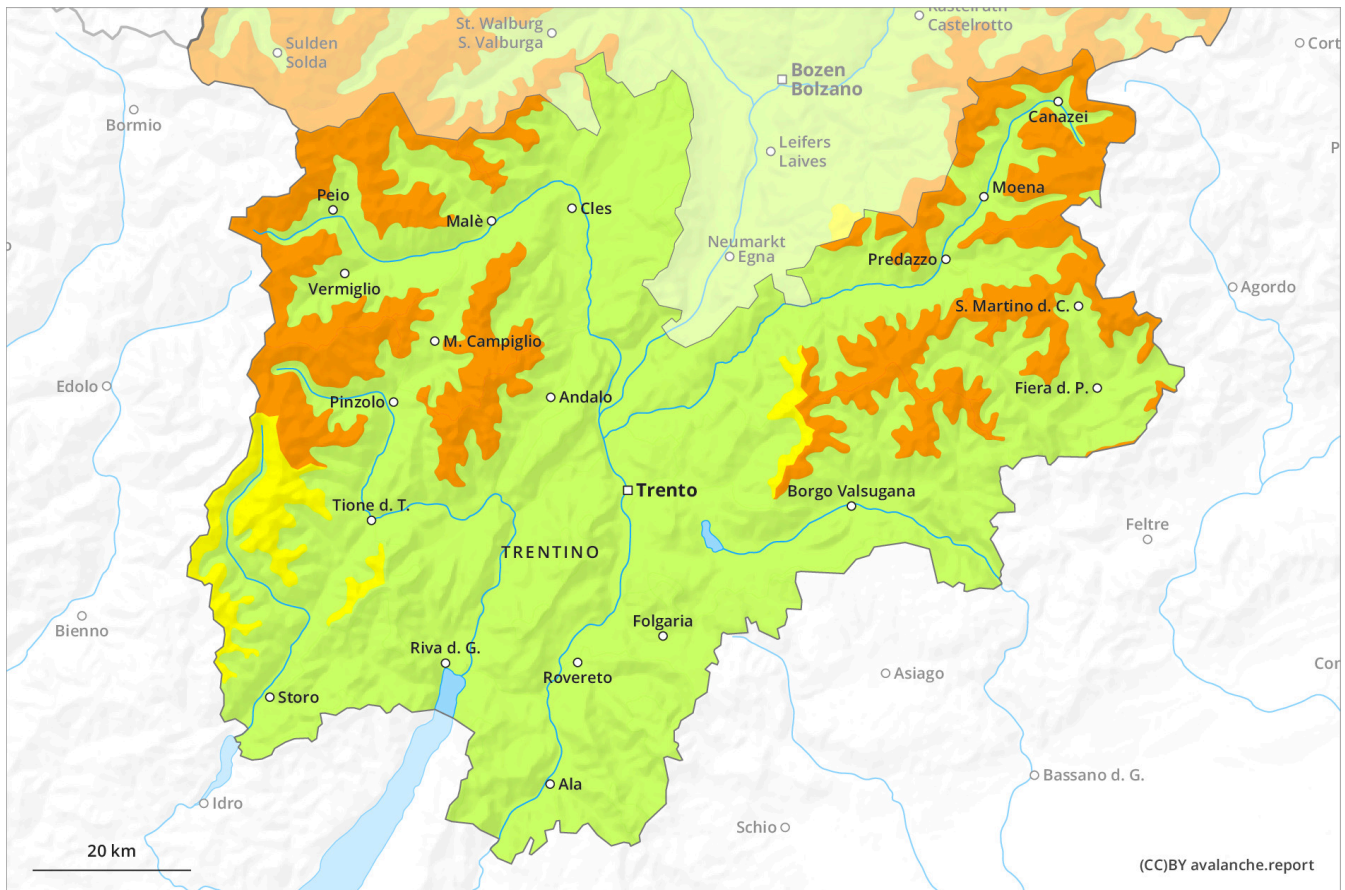 St. Walburg
S. Valburga
Kastelruth
Castelrotto
Sulden
Solda
Cort
Bozen
Bolzano
Bormio
Canazei
Leifers
Laives
P
Peio
Moena
Malè
Cles
Neumarkt
Egna
Predazzo
Vermiglio
Agordo
S. Martino d. C.
M. Campiglio
Edolo
Fiera d. P.
Pinzolo
Andalo
Trento
Borgo Valsugana
Tione d. T.
Feltre
TRENTINO
Bienno
Folgaria
Riva d. G.
Cor
Asiago
Rovereto
Storo
Bassano d. G.
Ala
Idro
Schio
20 km
(CC)BY avalanche.report